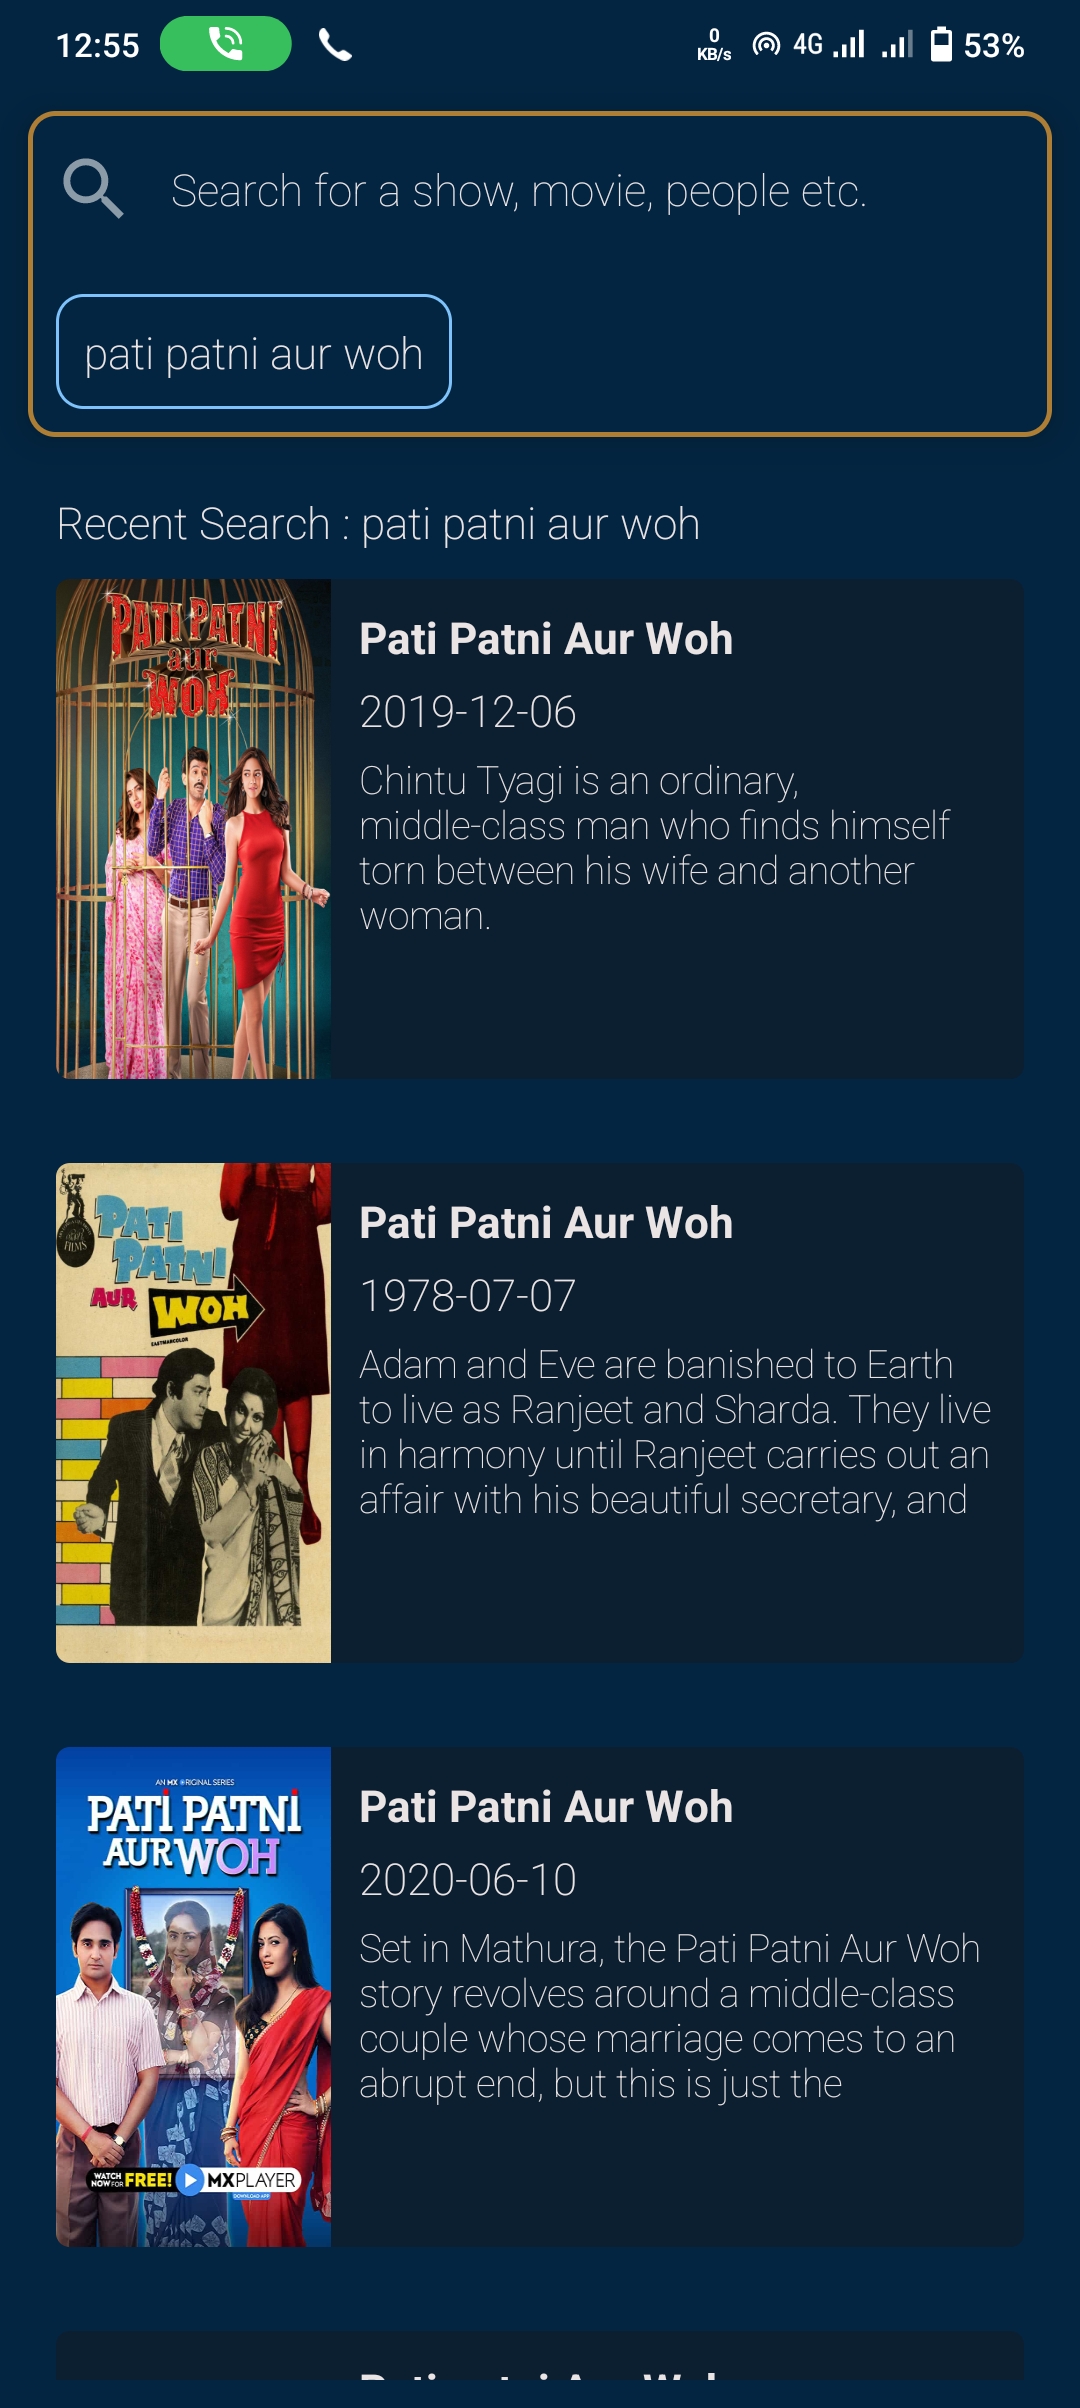 12:55
0
KB/s
4G
53%
Search for a show, movie, people etc.
pati patni aur woh
Recent Search : pati patni aur woh
PATI PATNI
aur
WOH
Pati Patni Aur Woh
2019-12-06
Chintu Tyagi is an ordinary,
middle-class man who finds himself
torn between his wife and another
woman.
FILMS
PATI
PATNI
AUR
WOH
EASTMANCOLOR
Pati Patni Aur Woh
1978-07-07
Adam and Eve are banished to Earth
to live as Ranjeet and Sharda. They live
in harmony until Ranjeet carries out an
affair with his beautiful secretary, and
AN MX ORIGINAL SERIES
PATi PATNi
AUR WOH
WATCH
NOW FOR FREE!
MXPLAYER
DOWNLOAD APP
Pati Patni Aur Woh
2020-06-10
Set in Mathura, the Pati Patni Aur Woh
story revolves around a middle-class
couple whose marriage comes to an
abrupt end, but this is just the